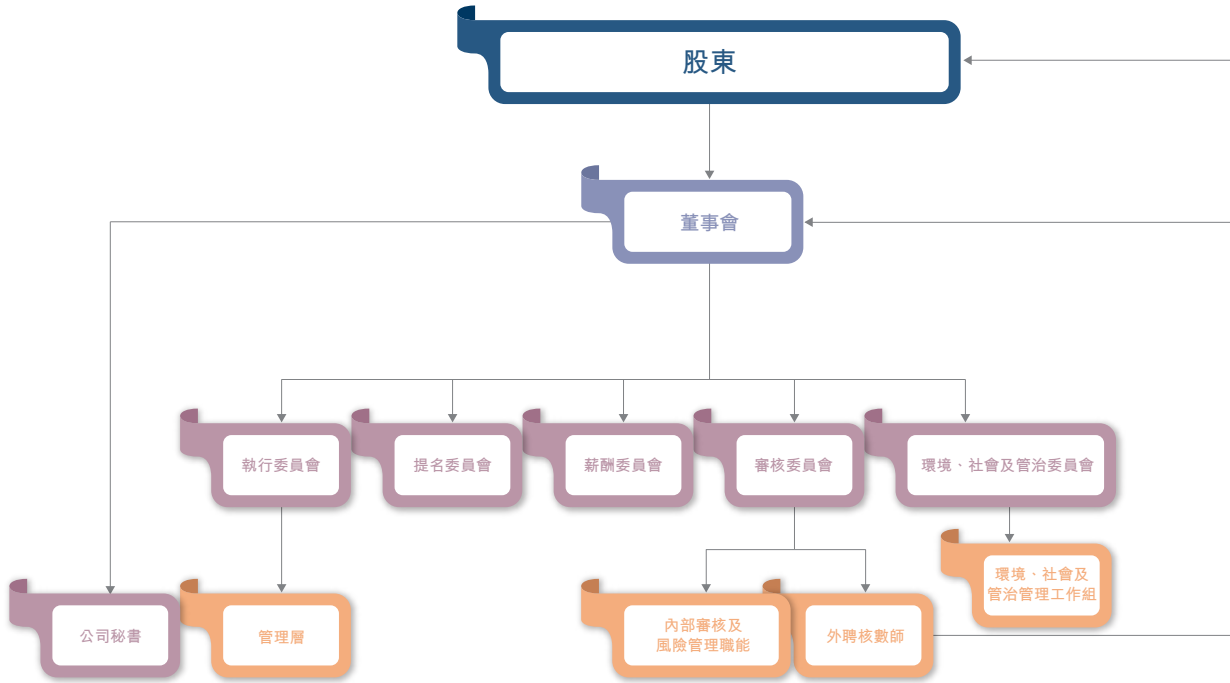 股東
董事會
執行委員會
提名委員會
薪酬委員會
審核委員會
環境、社會及管治委員會
環境、社會及
管治管理工作組
公司秘書
管理層
內部審核及
風險管理職能
外聘核數師